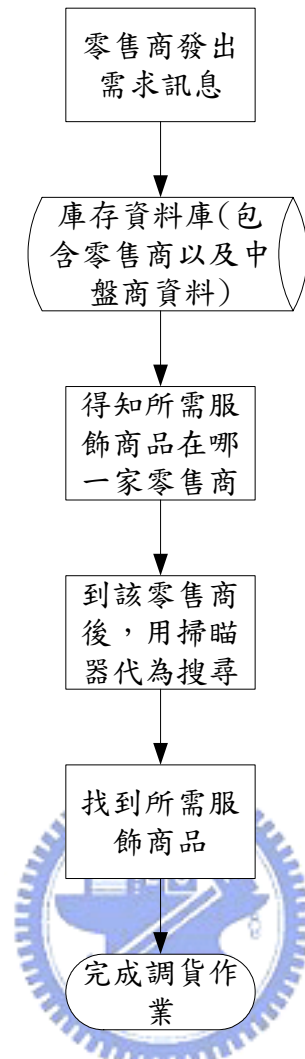 零售商發出
需求訊息
庫存資料庫(包
含零售商以及中
盤商資料)
得知所需服
飾商品在哪
一家零售商
到該零售商
後，用掃瞄
器代為搜尋
找到所需服
飾商品
完成調貨作
業